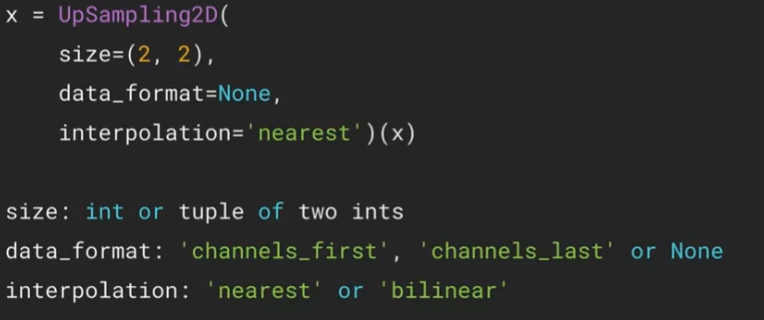 x = UpSampling2D(
    size=(2, 2),
    data_format=None,
    interpolation='nearest')(x)
size: int or tuple of two ints
data_format: 'channels_first', 'channels_last' or None
interpolation: 'nearest' or 'bilinear'